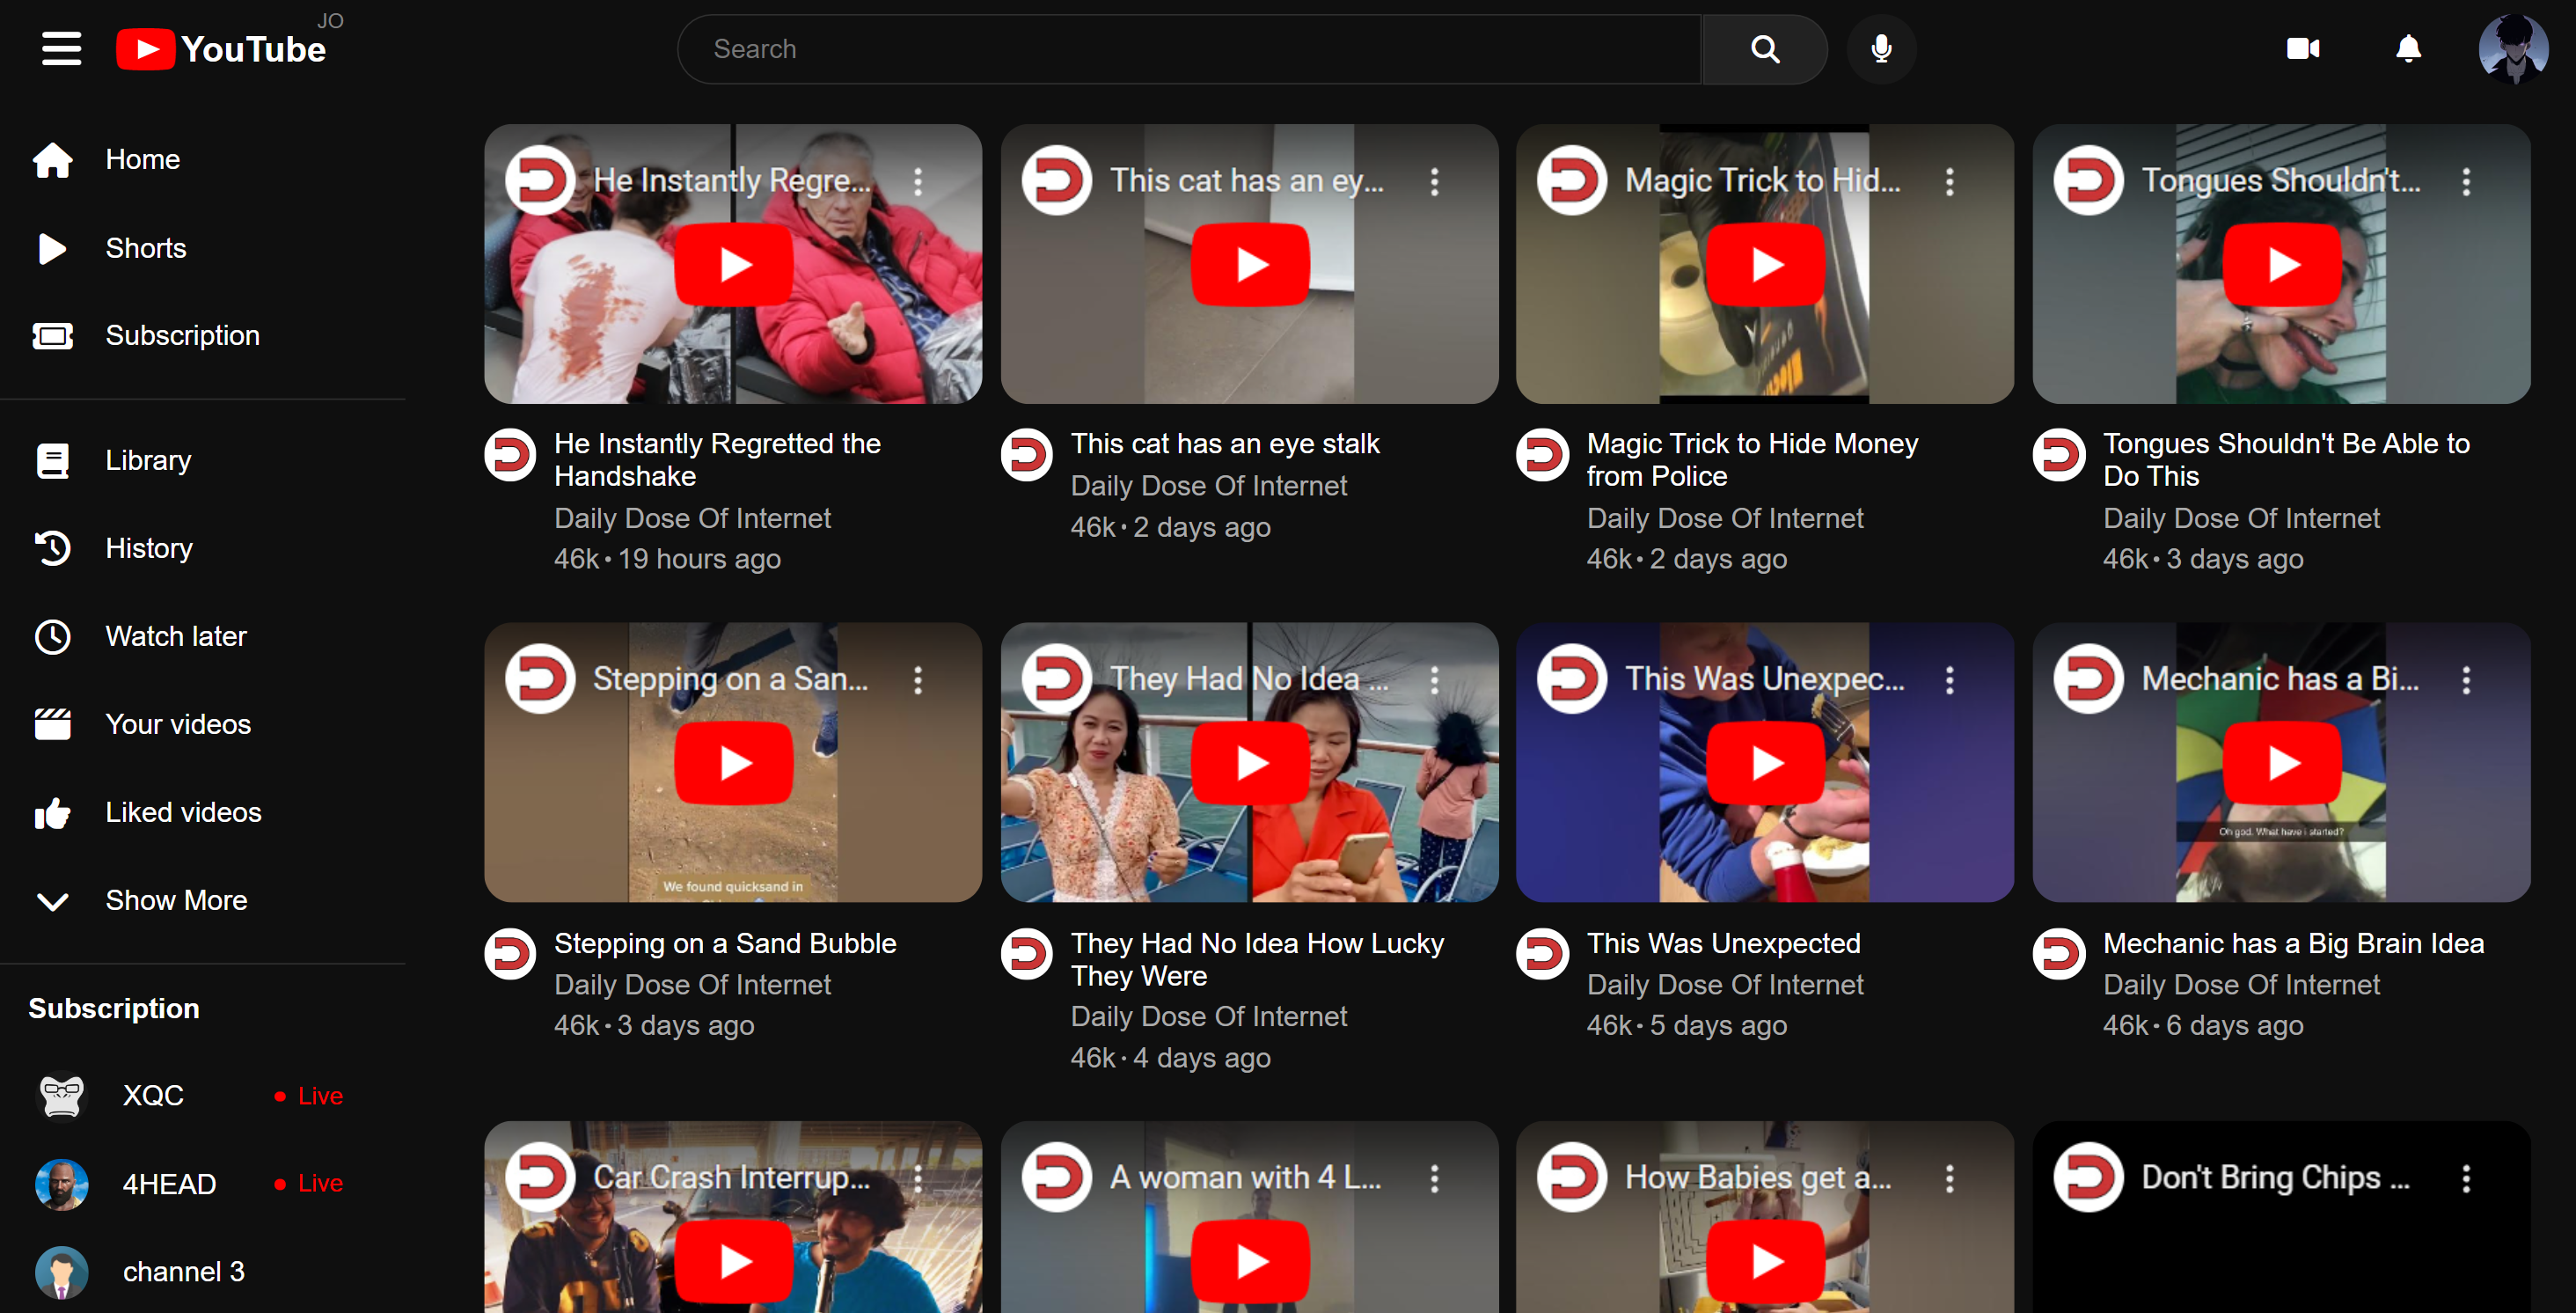 JO
YouTube
Search
Home
Shorts
Subscription
Library
History
Watch later
Your videos
Liked videos
Show More
Subscription
XQC
• Live
4HEAD
• Live
channel 3
He Instantly Regre...
This cat has an ey...
Magic Trick to Hid...
Tongues Shouldn't...
He Instantly Regretted the
Handshake
Daily Dose Of Internet
46k • 19 hours ago
This cat has an eye stalk
Daily Dose Of Internet
46k • 2 days ago
Magic Trick to Hide Money
from Police
Daily Dose Of Internet
46k • 2 days ago
Tongues Shouldn't Be Able to
Do This
Daily Dose Of Internet
46k • 3 days ago
Stepping on a San...
We found quicksand in
They Had No Idea ...
This Was Unexpec...
Mechanic has a Bi...
Oh god. What have i started?
Stepping on a Sand Bubble
Daily Dose Of Internet
46k • 3 days ago
They Had No Idea How Lucky
They Were
Daily Dose Of Internet
46k • 4 days ago
This Was Unexpected
Daily Dose Of Internet
46k • 5 days ago
Mechanic has a Big Brain Idea
Daily Dose Of Internet
46k • 6 days ago
Car Crash Interrup...
A woman with 4 L...
How Babies get a...
Don't Bring Chips ...